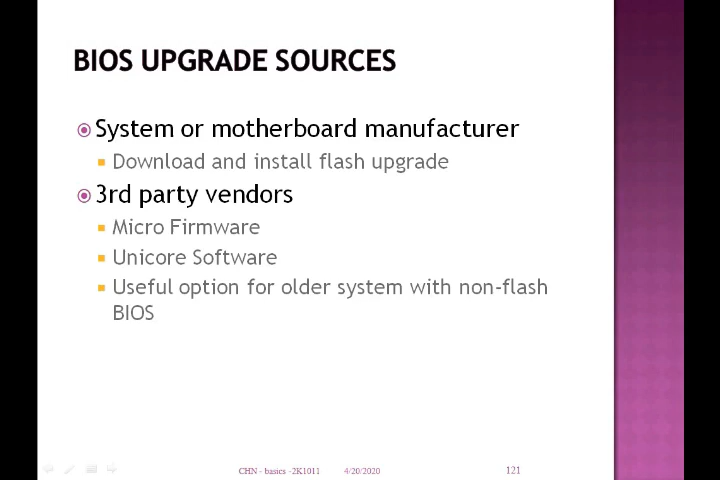 BIOS UPGRADE SOURCES
System or motherboard manufacturer
Download and install flash upgrade
3rd party vendors
Micro Firmware
Unicore Software
Useful option for older system with non-flash
BIOS
CHN - basics -2K1011 4/20/2020 121